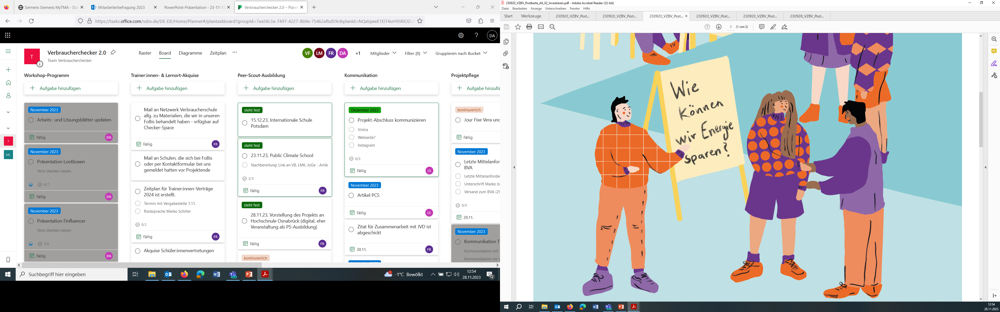 Siemens Siemens MyTMA - Sta
Mitarbeiterbefragung 2023
PowerPoint-Präsentation - 23-11-15
Verbraucherchecker 2.0 – Planne
https://tasks.office.com/vzbv.de/DE-DE/Home/Planner#/plantaskboard?groupId=7ea58c3a-7497-4227-8b9e-75462afbd59c&planId=NQxtqweE1EiT4srHt5RIOZcA
DA
T
Verbraucherchecker 2.0
Team Verbraucherchecker
Raster
Board
Diagramme
Zeitplan
VF
LM
FR
DA
+1
Mitglieder
Filter (0)
Gruppieren nach Bucket
T
MC
Workshop-Programm
Aufgabe hinzufügen
November 2023
Arbeits- und Lösungsblätter updaten
Fällig
DA
November 2023
Präsentation Lootboxen
Vera checken lassen
6/7
Fällig
DA
November 2023
Präsentation Finfluencer
Vera checken lassen
7/8
Fällig
DA
Trainer:innen- & Lernort-Akquise
Aufgabe hinzufügen
Mail an Netzwerk Verbraucherschule
allg. zu Materialien, die wir in unseren
FoBis behandelt haben - vrfügbar auf
Checker-Space
Fällig
FR
Mail an Schulen, die sich bei FoBis
oder per Kontaktformular bei uns
gemeldet hatten vor Projektende
Zeitplan für Trainer:innen-Verträge
2024 ist erstellt.
Termin mit Vergabestelle 1.11.
Rücksprache Marko Schiller
0/2
Fällig
FR
Akquise Schüler:innenvertretungen
Peer-Scout-Ausbildung
Aufgabe hinzufügen
steht fest
15.12.23, Internationale Schule
Potsdam
steht fest
23.11.23, Public Climate School
Nachbereitung: Link an VB, LMK, JoGe - Artik
2/3
Fällig
FR
steht fest
28.11.23, Vorstellung des Projekts an
Hochschnule Osnabrück (digital, eher
Veranstaltung als PS-Ausbildung)
Fällig
FR
kontinuierlich
Kommunikation
Aufgabe hinzufügen
Dezember 2023
Projekt-Abschluss kommunizieren
Vintra
Webseite?
Instagram
0/3
Fällig
LS
November 2023
Artikel PCS
Fällig
LS
Zitat für Zusammenarbeit mit JVD ist
abgeschickt
30.11.
FR
Projektpflege
Aufgabe hinzufü
kontinuierlich
Jour Fixe Vera und
Fällig
November 2023
Letzte Mittelanfor
BVA
Letzte Mittelanforder
Unterschrift Marko bi
Versand zum BVA (29
0/3
29.11.
November 2023
Kommunikation T
Kommunikation mit
Kommunikation ins V
Suchbegriff hier eingeben
-1°C Bewölkt
12:54
28.11.2023
12
230920_VZBV_Postkarte_A6_02_Investieren.pdf - Adobe Acrobat Reader (32-bit)
Datei Bearbeiten Anzeige Unterschreiben Fenster Hilfe
Start
Werkzeuge
230920_VZBV_Post...
230920_VZBV_Post...
230920_VZBV_Post...
230920_VZBV_Post...
230920_VZBV_Post...
230928_VZBV_Post...
3 (1 von 2)
Wie
können
wir Energie
sparen?
12:54
28.11.2023